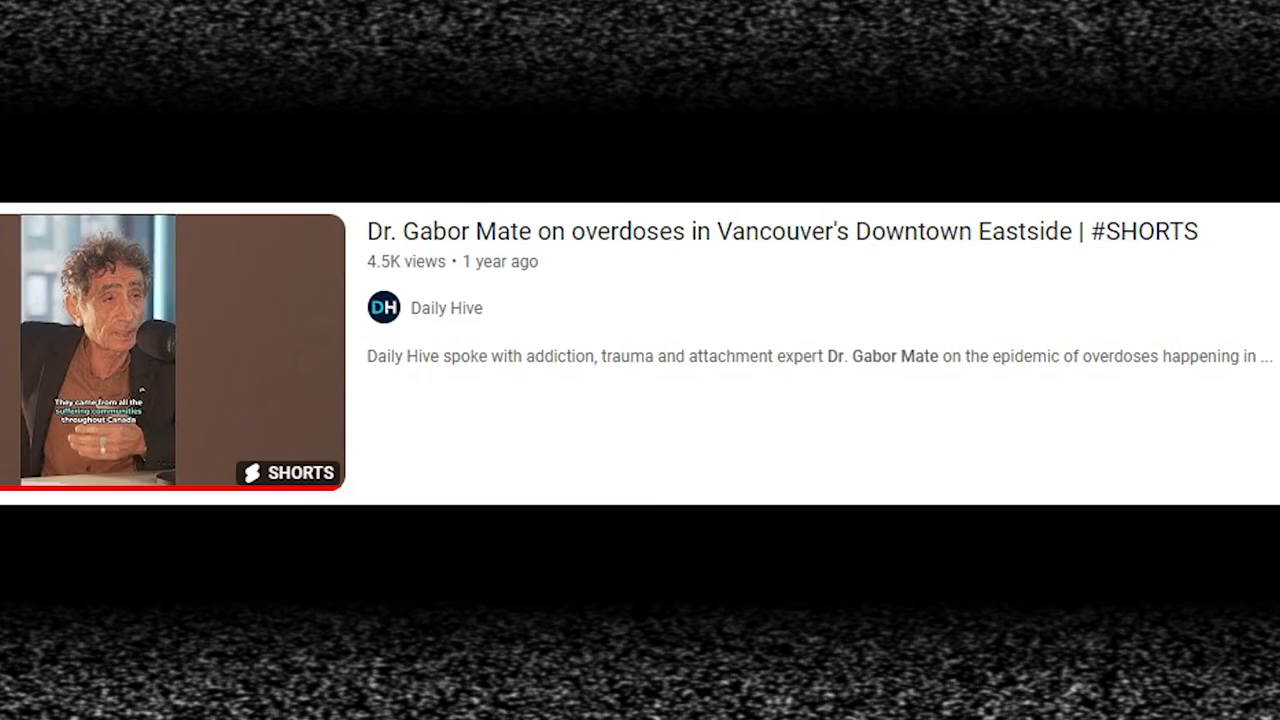 Dr. Gabor Mate on overdoses in Vancouver's Downtown Eastside | #SHORTS
4.5K views • 1 year ago
DH Daily Hive
Daily Hive spoke with addiction, trauma and attachment expert Dr. Gabor Mate on the epidemic of overdoses happening in ...
They came from all the
suffering communities
throughout Canada
SHORTS